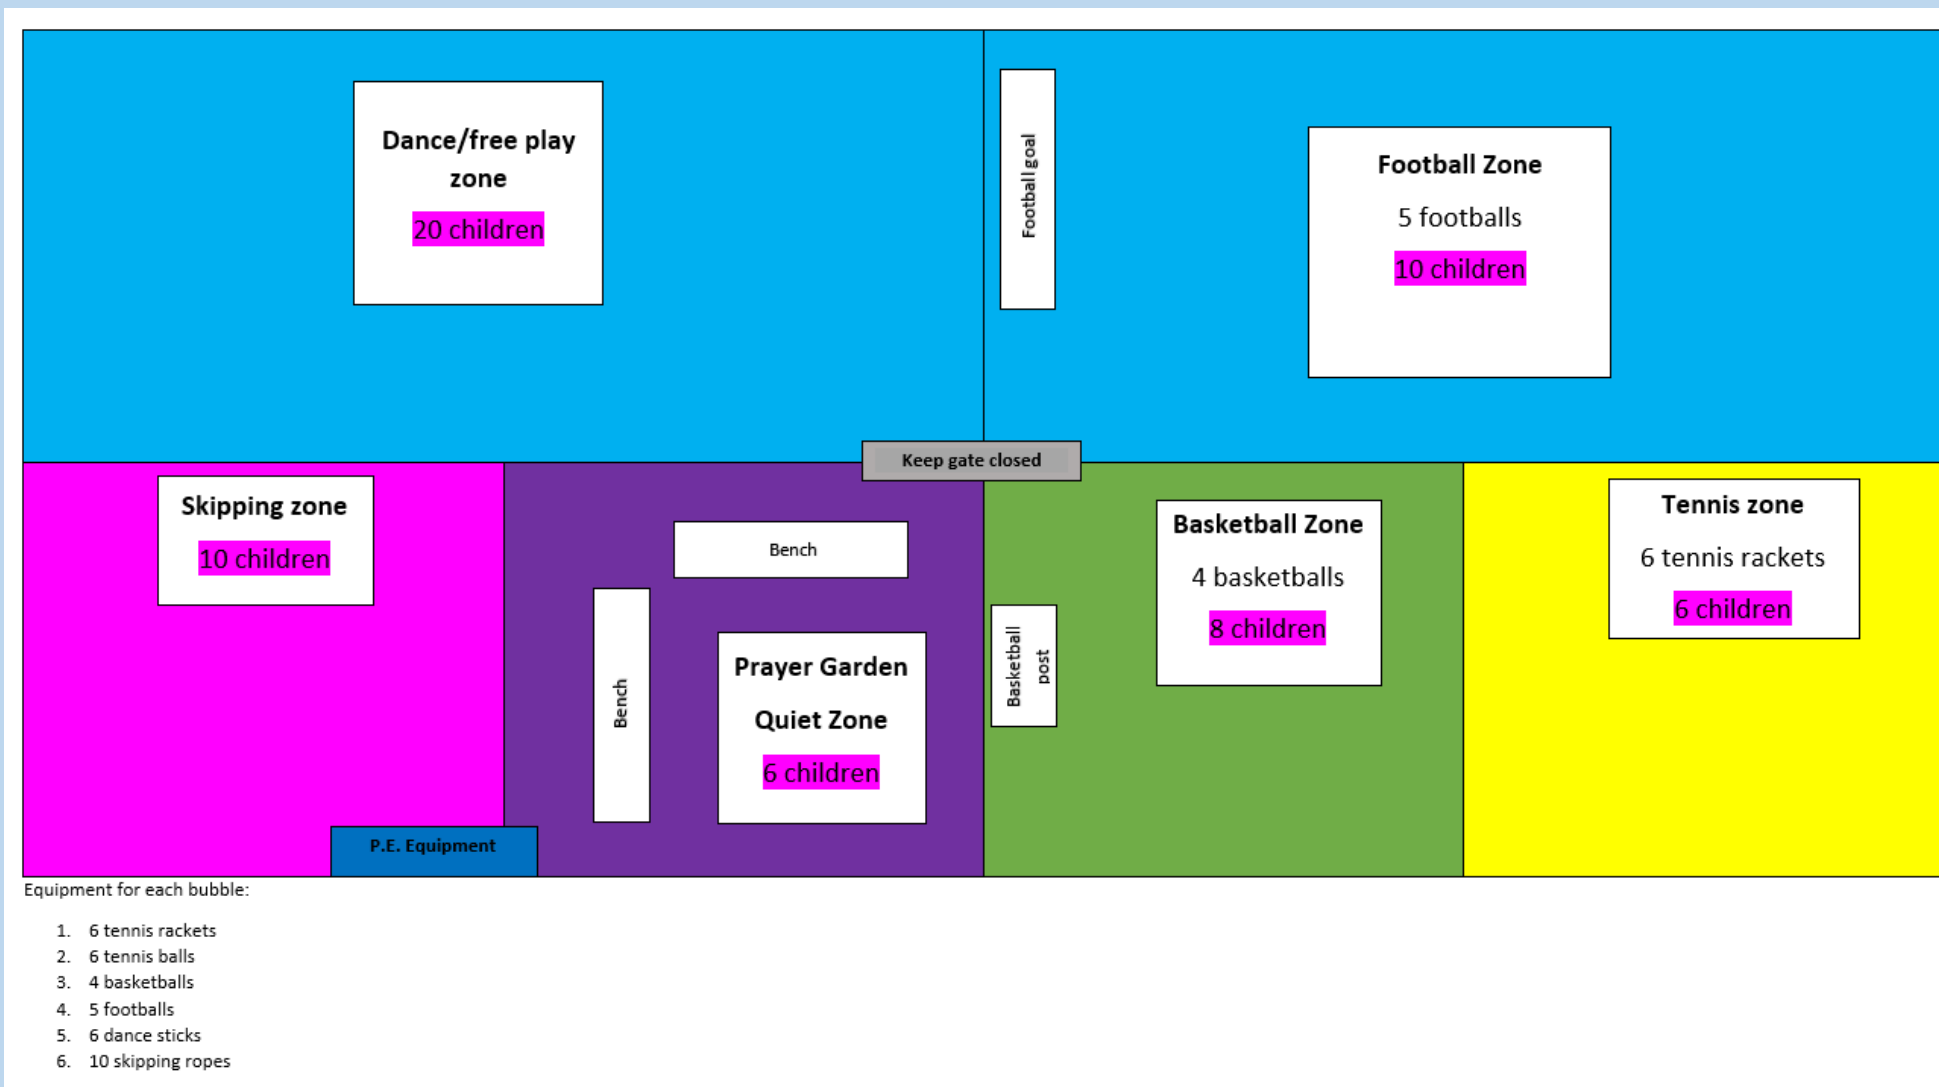 Dance/free play
zone
20 children
Football goal
Football Zone
5 footballs
10 children
Keep gate closed
Skipping zone
10 children
Bench
Bench
Prayer Garden
Quiet Zone
6 children
Basketball
post
Basketball Zone
4 basketballs
8 children
Tennis zone
6 tennis rackets
6 children
P.E. Equipment
Equipment for each bubble:
1. 6 tennis rackets
2. 6 tennis balls
3. 4 basketballs
4. 5 footballs
5. 6 dance sticks
6. 10 skipping ropes